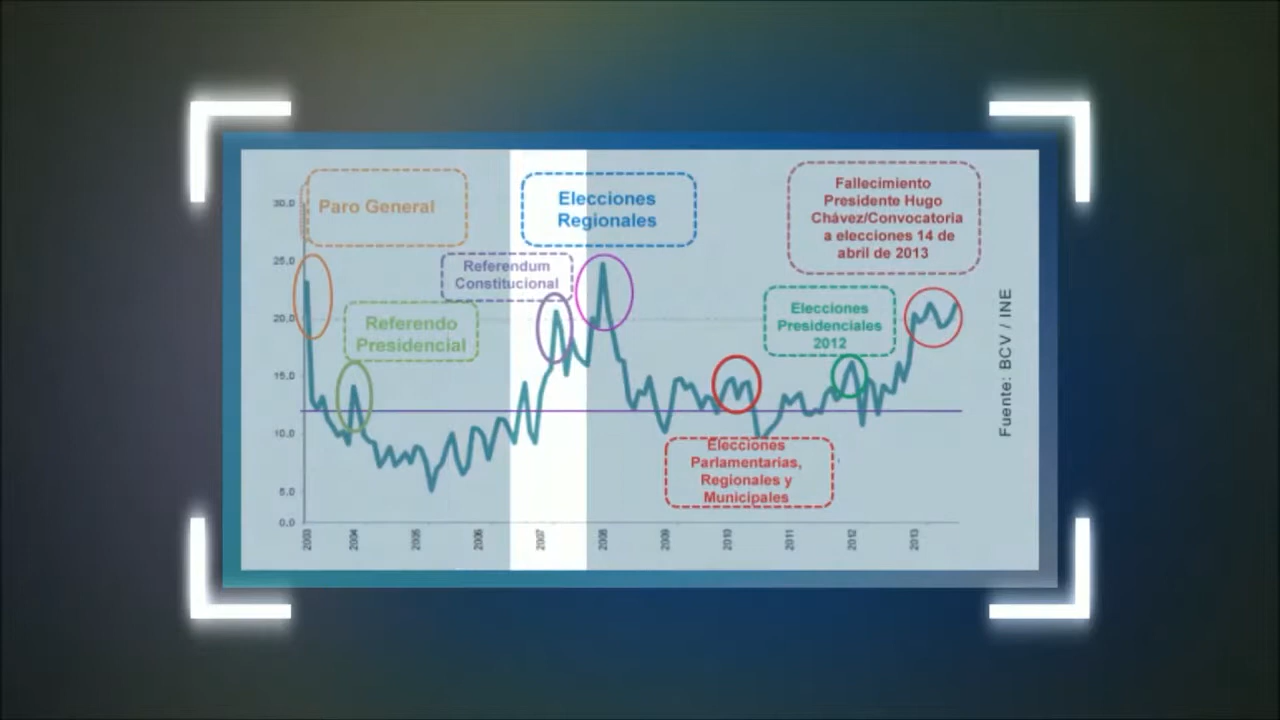 Paro General
Elecciones
Regionales
Fallecimiento
Presidente Hugo
Chávez/Convocatoria
a elecciones 14 de
abril de 2013
Referendum
Constitucional
Referendo
Presidencial
Elecciones
Presidenciales
2012
Elecciones
Parlamentarias,
Regionales y
Municipales
Fuente: BCV / INE
30.0
25.0
20.0
15.0
10.0
5.0
0.0
2003
2004
2005
2006
2007
2008
2009
2010
2011
2012
2013